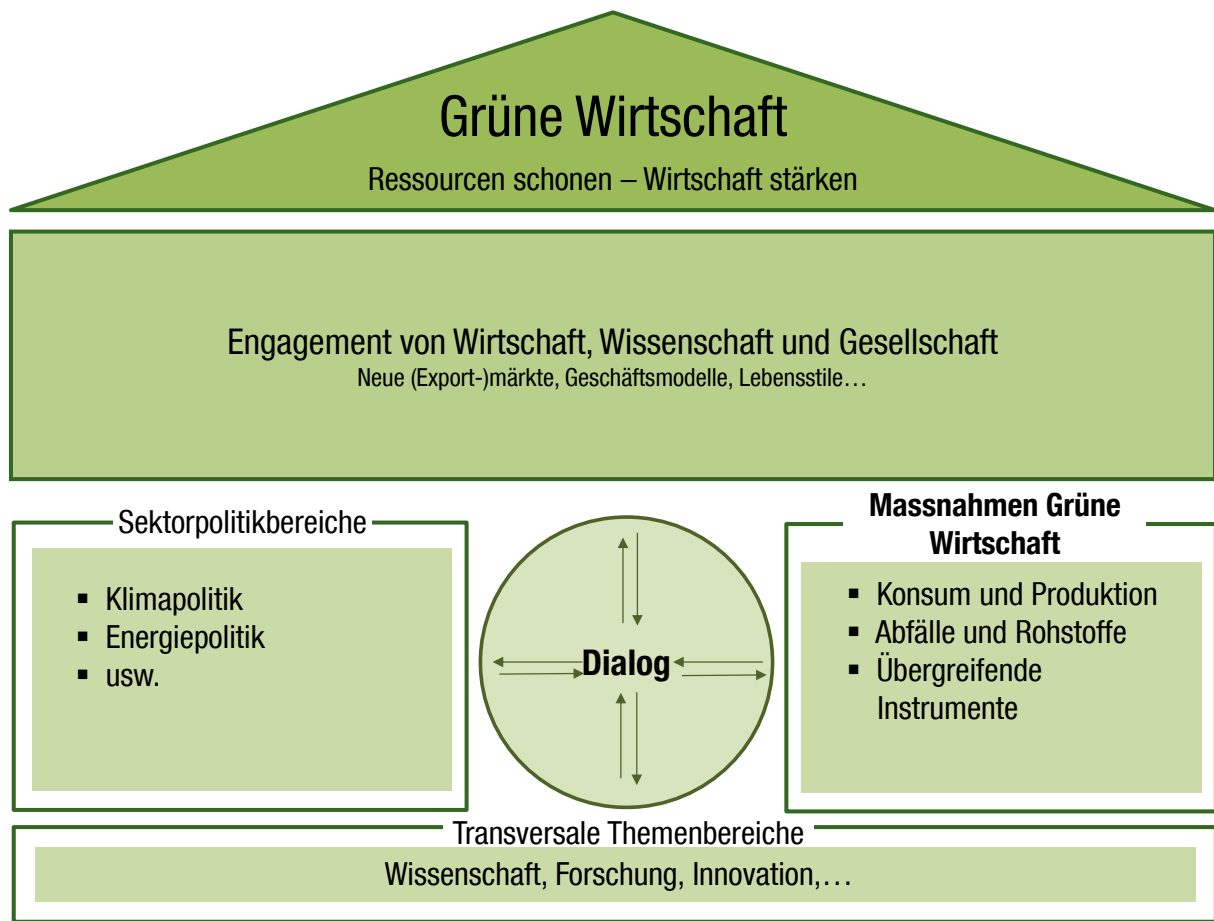 Grüne Wirtschaft
Ressourcen schonen – Wirtschaft stärken
Engagement von Wirtschaft, Wissenschaft und Gesellschaft
Neue (Export-)märkte, Geschäftsmodelle, Lebensstile…
Sektorpolitikbereiche
▪ Klimapolitik
▪ Energiepolitik
▪ usw.
Dialog
Massnahmen Grüne
Wirtschaft
▪ Konsum und Produktion
▪ Abfälle und Rohstoffe
▪ Übergreifende
Instrumente
Transversale Themenbereiche
Wissenschaft, Forschung, Innovation,…